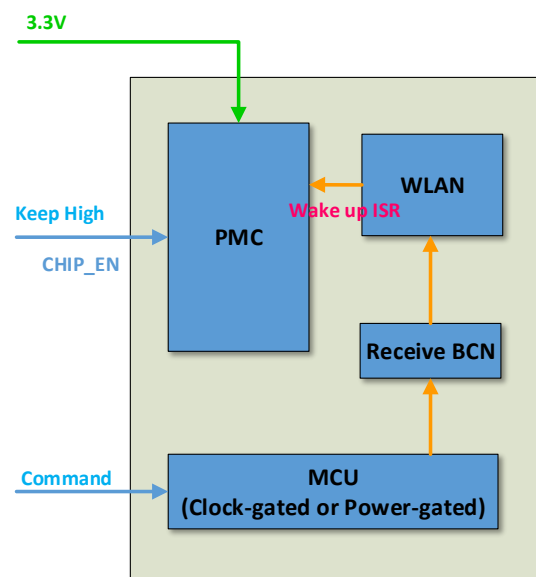 3.3V
WLAN
Keep High
Wake up ISR
PMC
CHIP_EN
Receive BCN
Command
MCU
(Clock-gated or Power-gated)